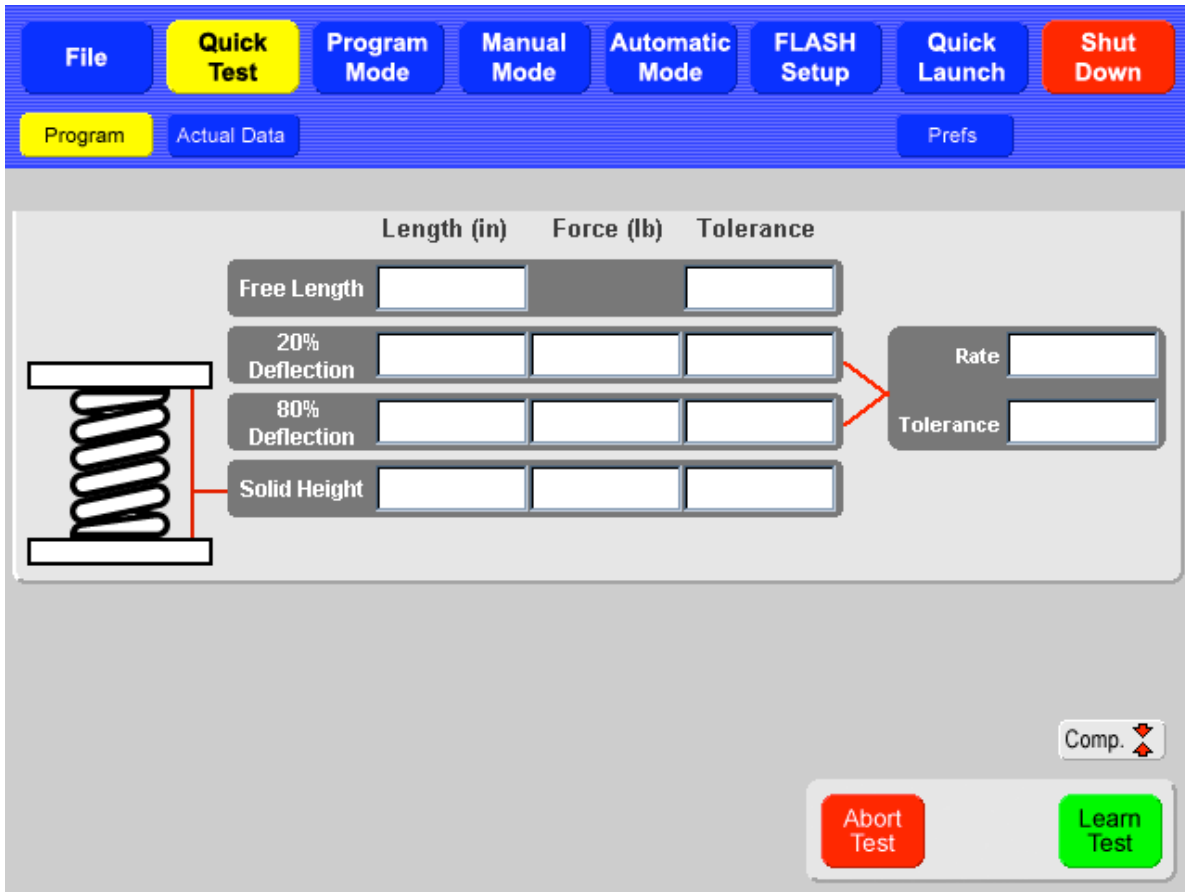 File
Quick
Test
Program
Mode
Manual
Mode
Automatic
Mode
FLASH
Setup
Quick
Launch
Shut
Down
Program
Actual Data
Prefs
Length (in) Force (lb) Tolerance
Free Length
20%
Deflection
80%
Deflection
Solid Height
Rate
Tolerance
Comp.
Abort
Test
Learn
Test